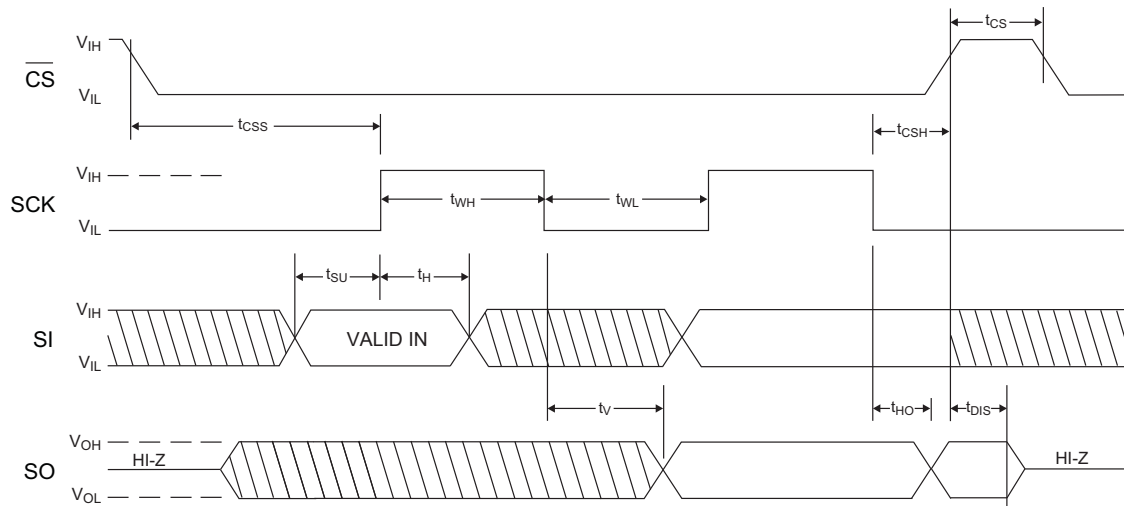 t_CS
V_IH
CS
V_IL
t_CSS
t_CSH
V_IH
SCK
t_WH
t_WL
V_IL
t_SU
t_H
V_IH
SI
VALID IN
V_IL
t_V
t_HO
t_DIS
V_OH
SO
HI-Z
HI-Z
V_OL